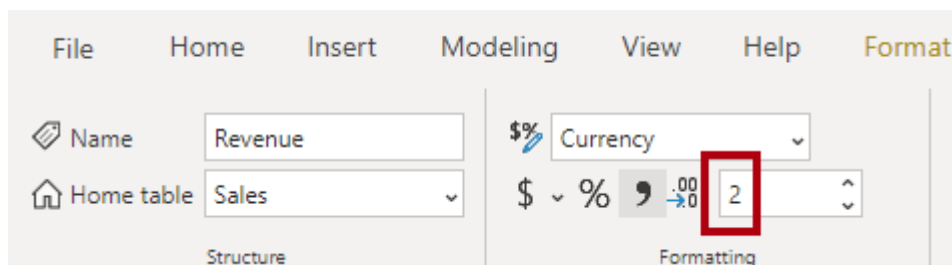 File Home Insert Modeling View Help Format
Name Revenue $% Currency
Home table Sales $ % , .00 .0 2
Structure Formatting